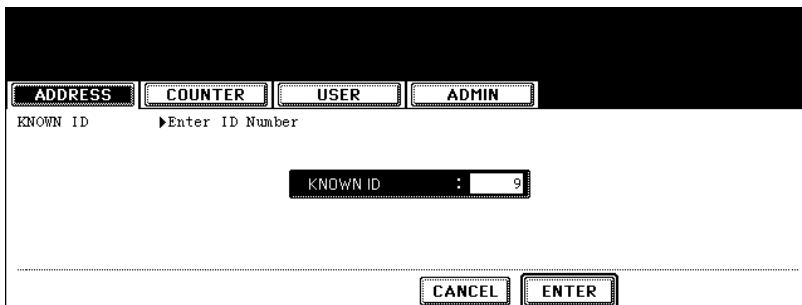 ADDRESS COUNTER USER ADMIN
KNOWN ID ▶Enter ID Number
KNOWN ID : 9
CANCEL ENTER